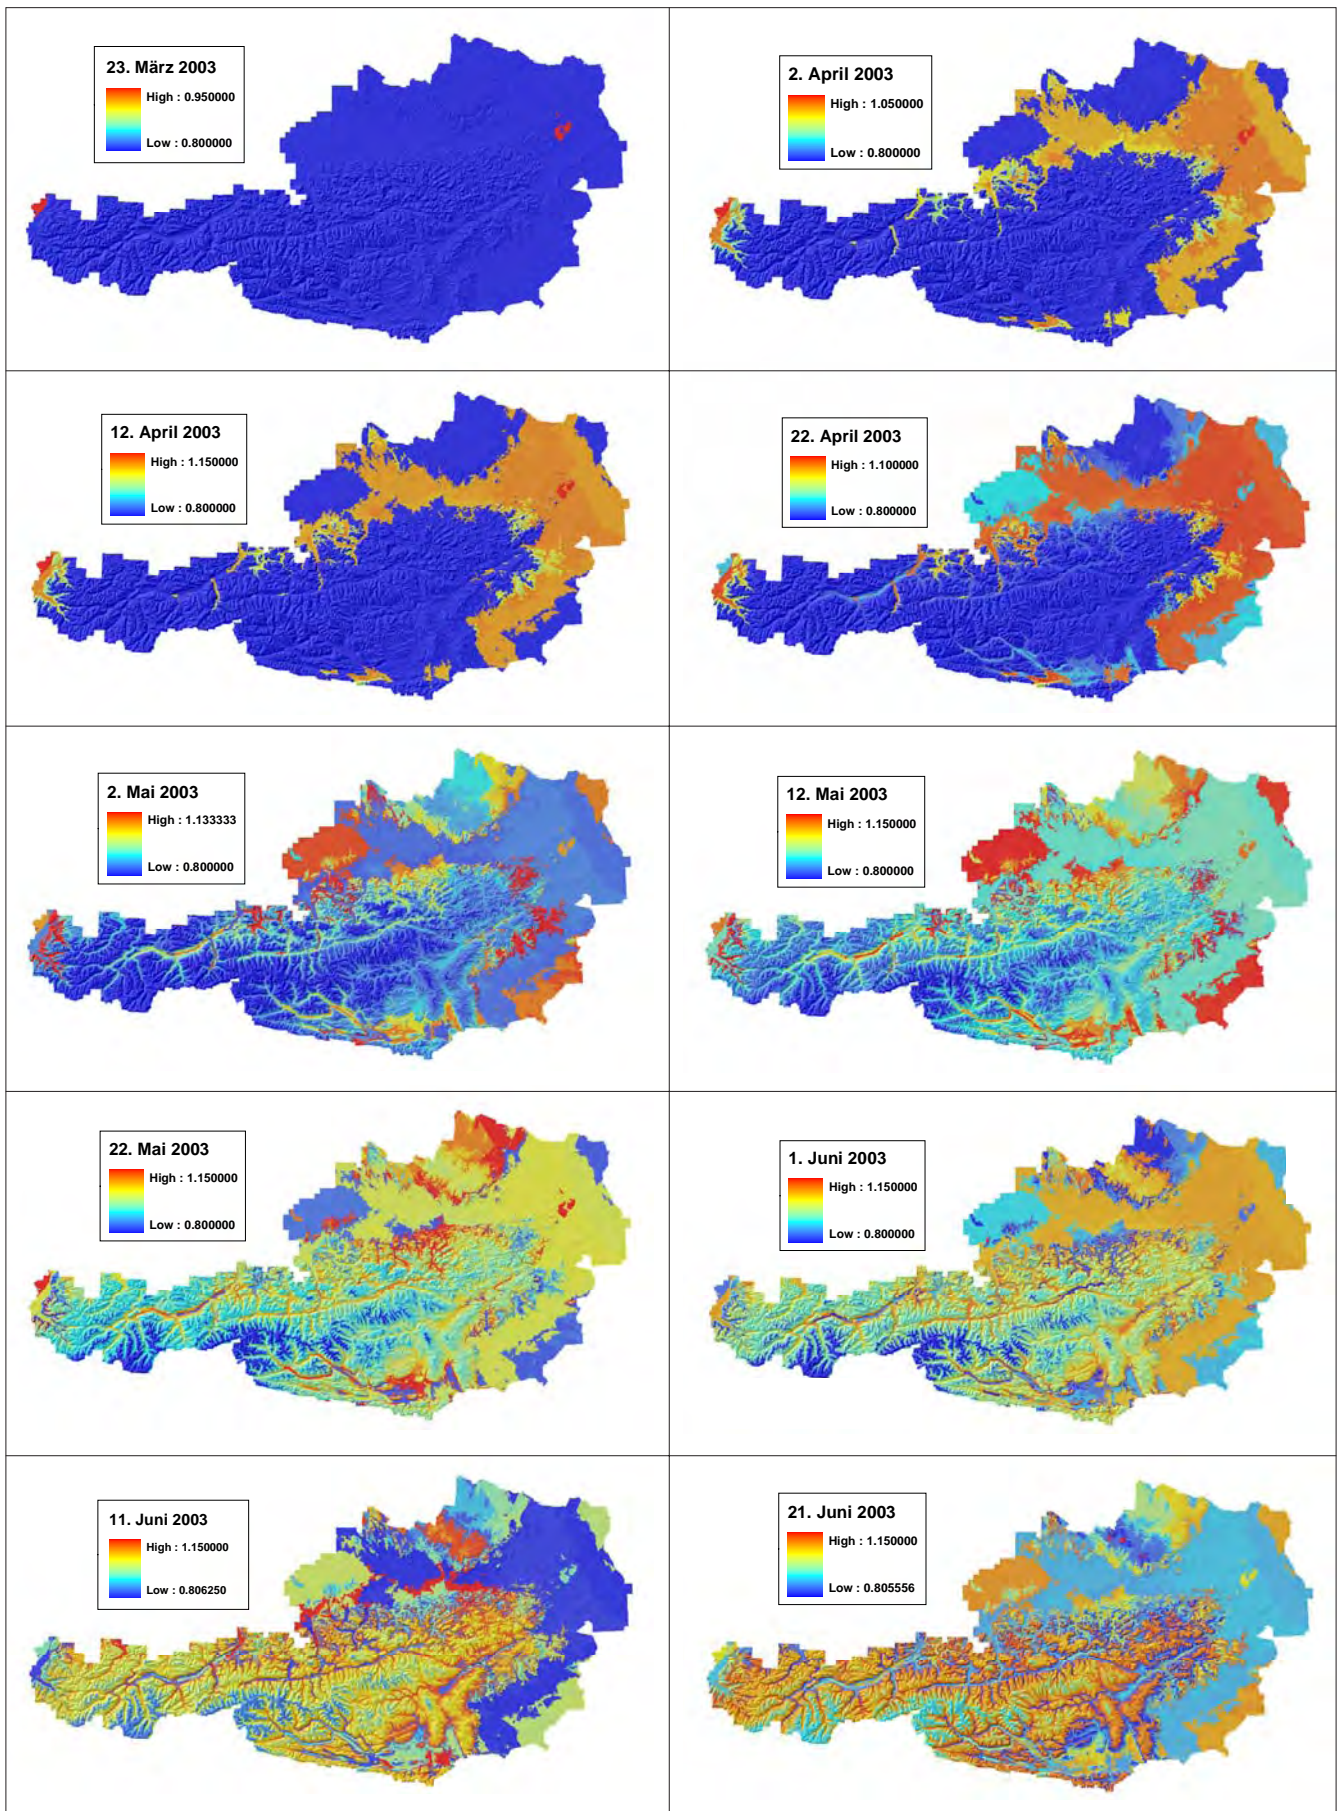 23. März 2003
High : 0.950000
Low : 0.800000
2. April 2003
High : 1.050000
Low : 0.800000
12. April 2003
High : 1.150000
Low : 0.800000
22. April 2003
High : 1.100000
Low : 0.800000
2. Mai 2003
High : 1.133333
Low : 0.800000
12. Mai 2003
High : 1.150000
Low : 0.800000
22. Mai 2003
High : 1.150000
Low : 0.800000
1. Juni 2003
High : 1.150000
Low : 0.800000
11. Juni 2003
High : 1.150000
Low : 0.806250
21. Juni 2003
High : 1.150000
Low : 0.805556